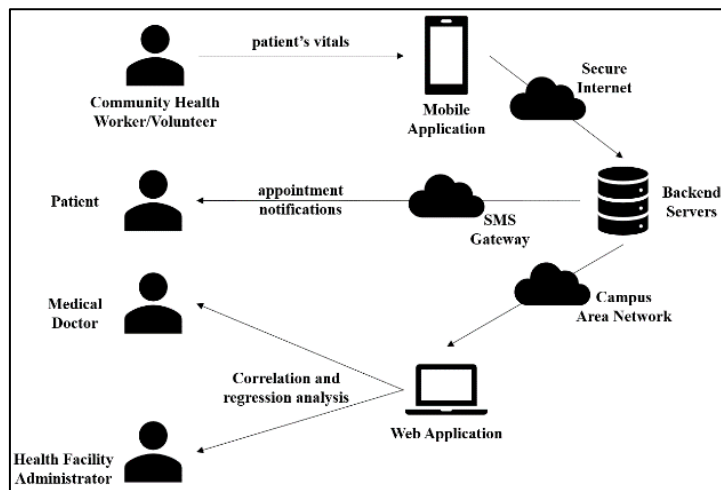 patient's vitals
Community Health
Worker/Volunteer
Mobile
Application
Secure
Internet
Patient
appointment
notifications
SMS
Gateway
Backend
Servers
Medical
Doctor
Campus
Area Network
Correlation and
regression analysis
Web Application
Health Facility
Administrator